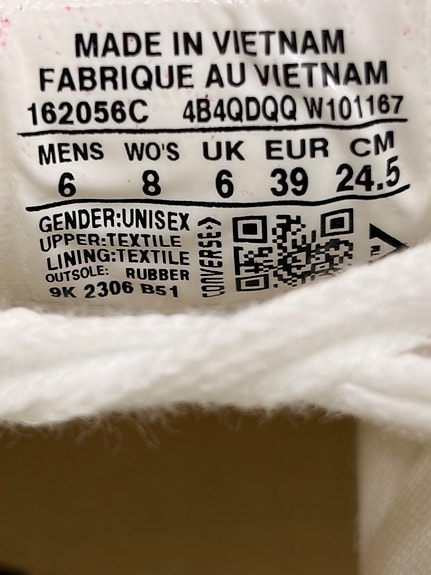 MADE IN VIETNAM
FABRIQUE AU VIETNAM
162056C 4B4QDQQ W101167
MENS WO'S UK EUR CM
6 8 6 39 24.5
GENDER:UNISEX
UPPER:TEXTILE
LINING:TEXTILE
OUTSOLE: RUBBER
9K 2306 B51
CONVERSE
TM